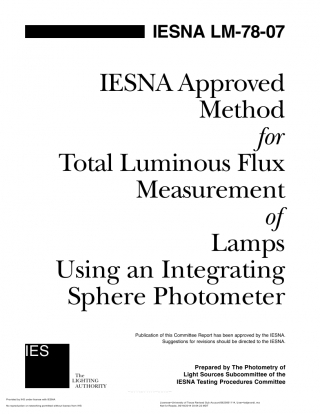 IESNA LM-78-07
IESNA Approved
Method
for
Total Luminous Flux
Measurement
of
Lamps
Using an Integrating
Sphere Photometer
Publication of this Committee Report has been approved by the IESNA.
Suggestions for revisions should be directed to the IESNA.
IES
The
LIGHTING
AUTHORITY
Prepared by The Photometry of
Light Sources Subcommittee of the
IESNA Testing Procedures Committee